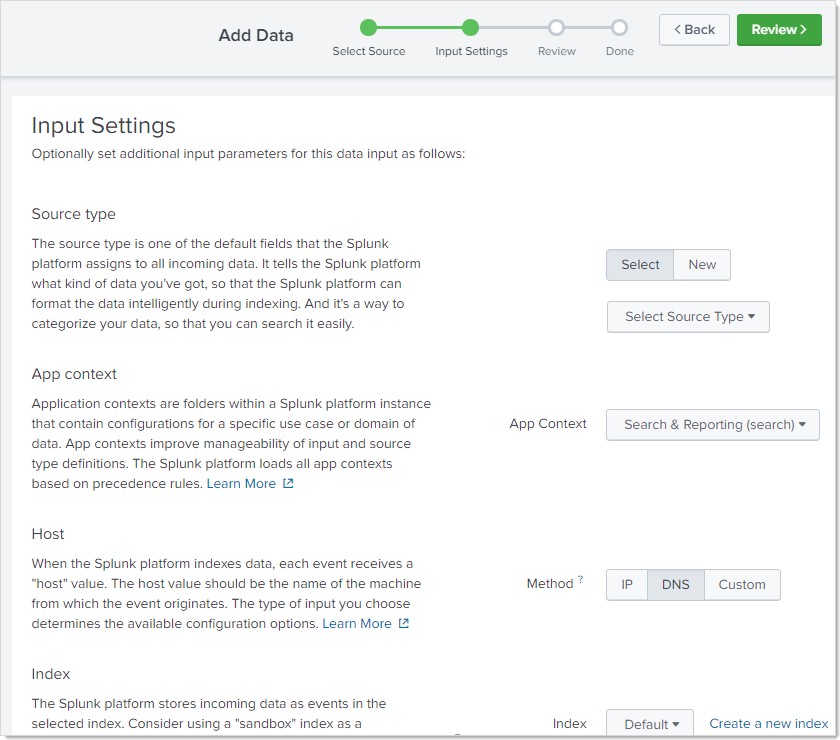 Add Data
Select Source
Input Settings
Review
Done
< Back
Review >
Input Settings
Optionally set additional input parameters for this data input as follows:
Source type
The source type is one of the default fields that the Splunk
platform assigns to all incoming data. It tells the Splunk platform
what kind of data you've got, so that the Splunk platform can
format the data intelligently during indexing. And it's a way to
categorize your data, so that you can search it easily.
Select
New
Select Source Type
App context
Application contexts are folders within a Splunk platform instance
that contain configurations for a specific use case or domain of
data. App contexts improve manageability of input and source
type definitions. The Splunk platform loads all app contexts
based on precedence rules. Learn More
App Context
Search & Reporting (search)
Host
When the Splunk platform indexes data, each event receives a
"host" value. The host value should be the name of the machine
from which the event originates. The type of input you choose
determines the available configuration options. Learn More
Method ?
IP
DNS
Custom
Index
The Splunk platform stores incoming data as events in the
selected index. Consider using a "sandbox" index as a
Index
Default
Create a new index